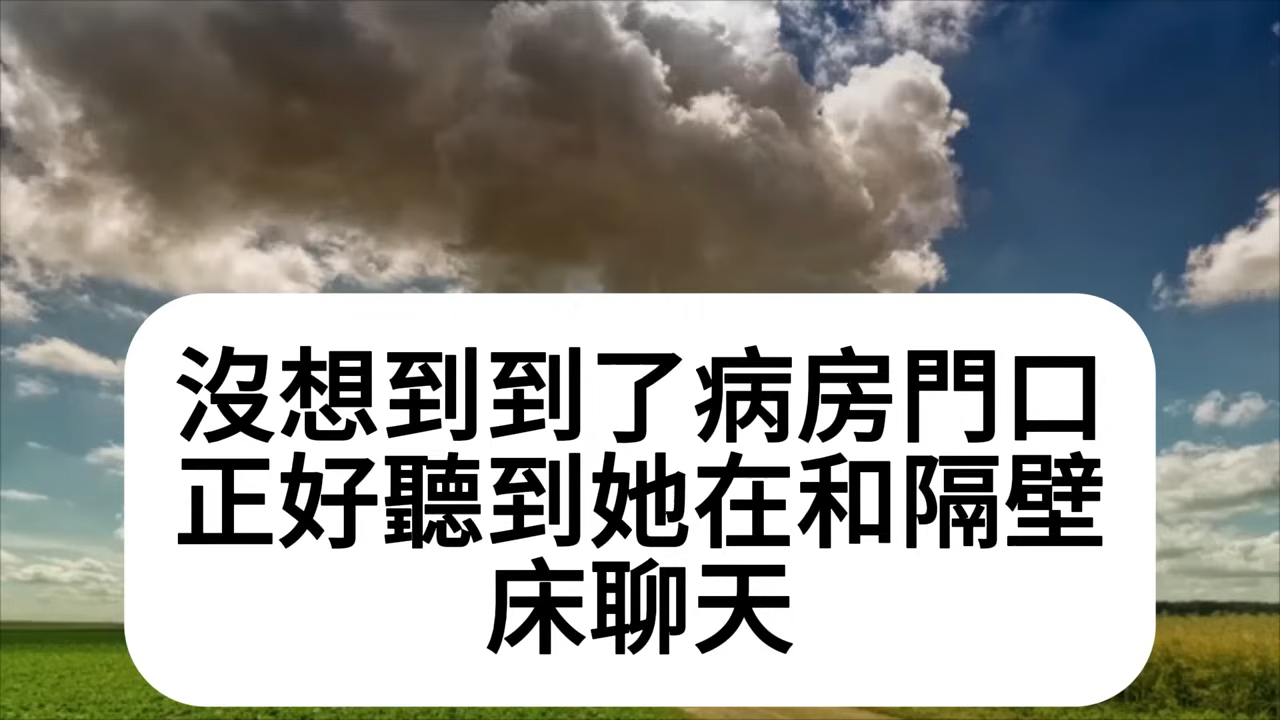 沒想到到了病房門口
正好聽到她在和隔壁
床聊天